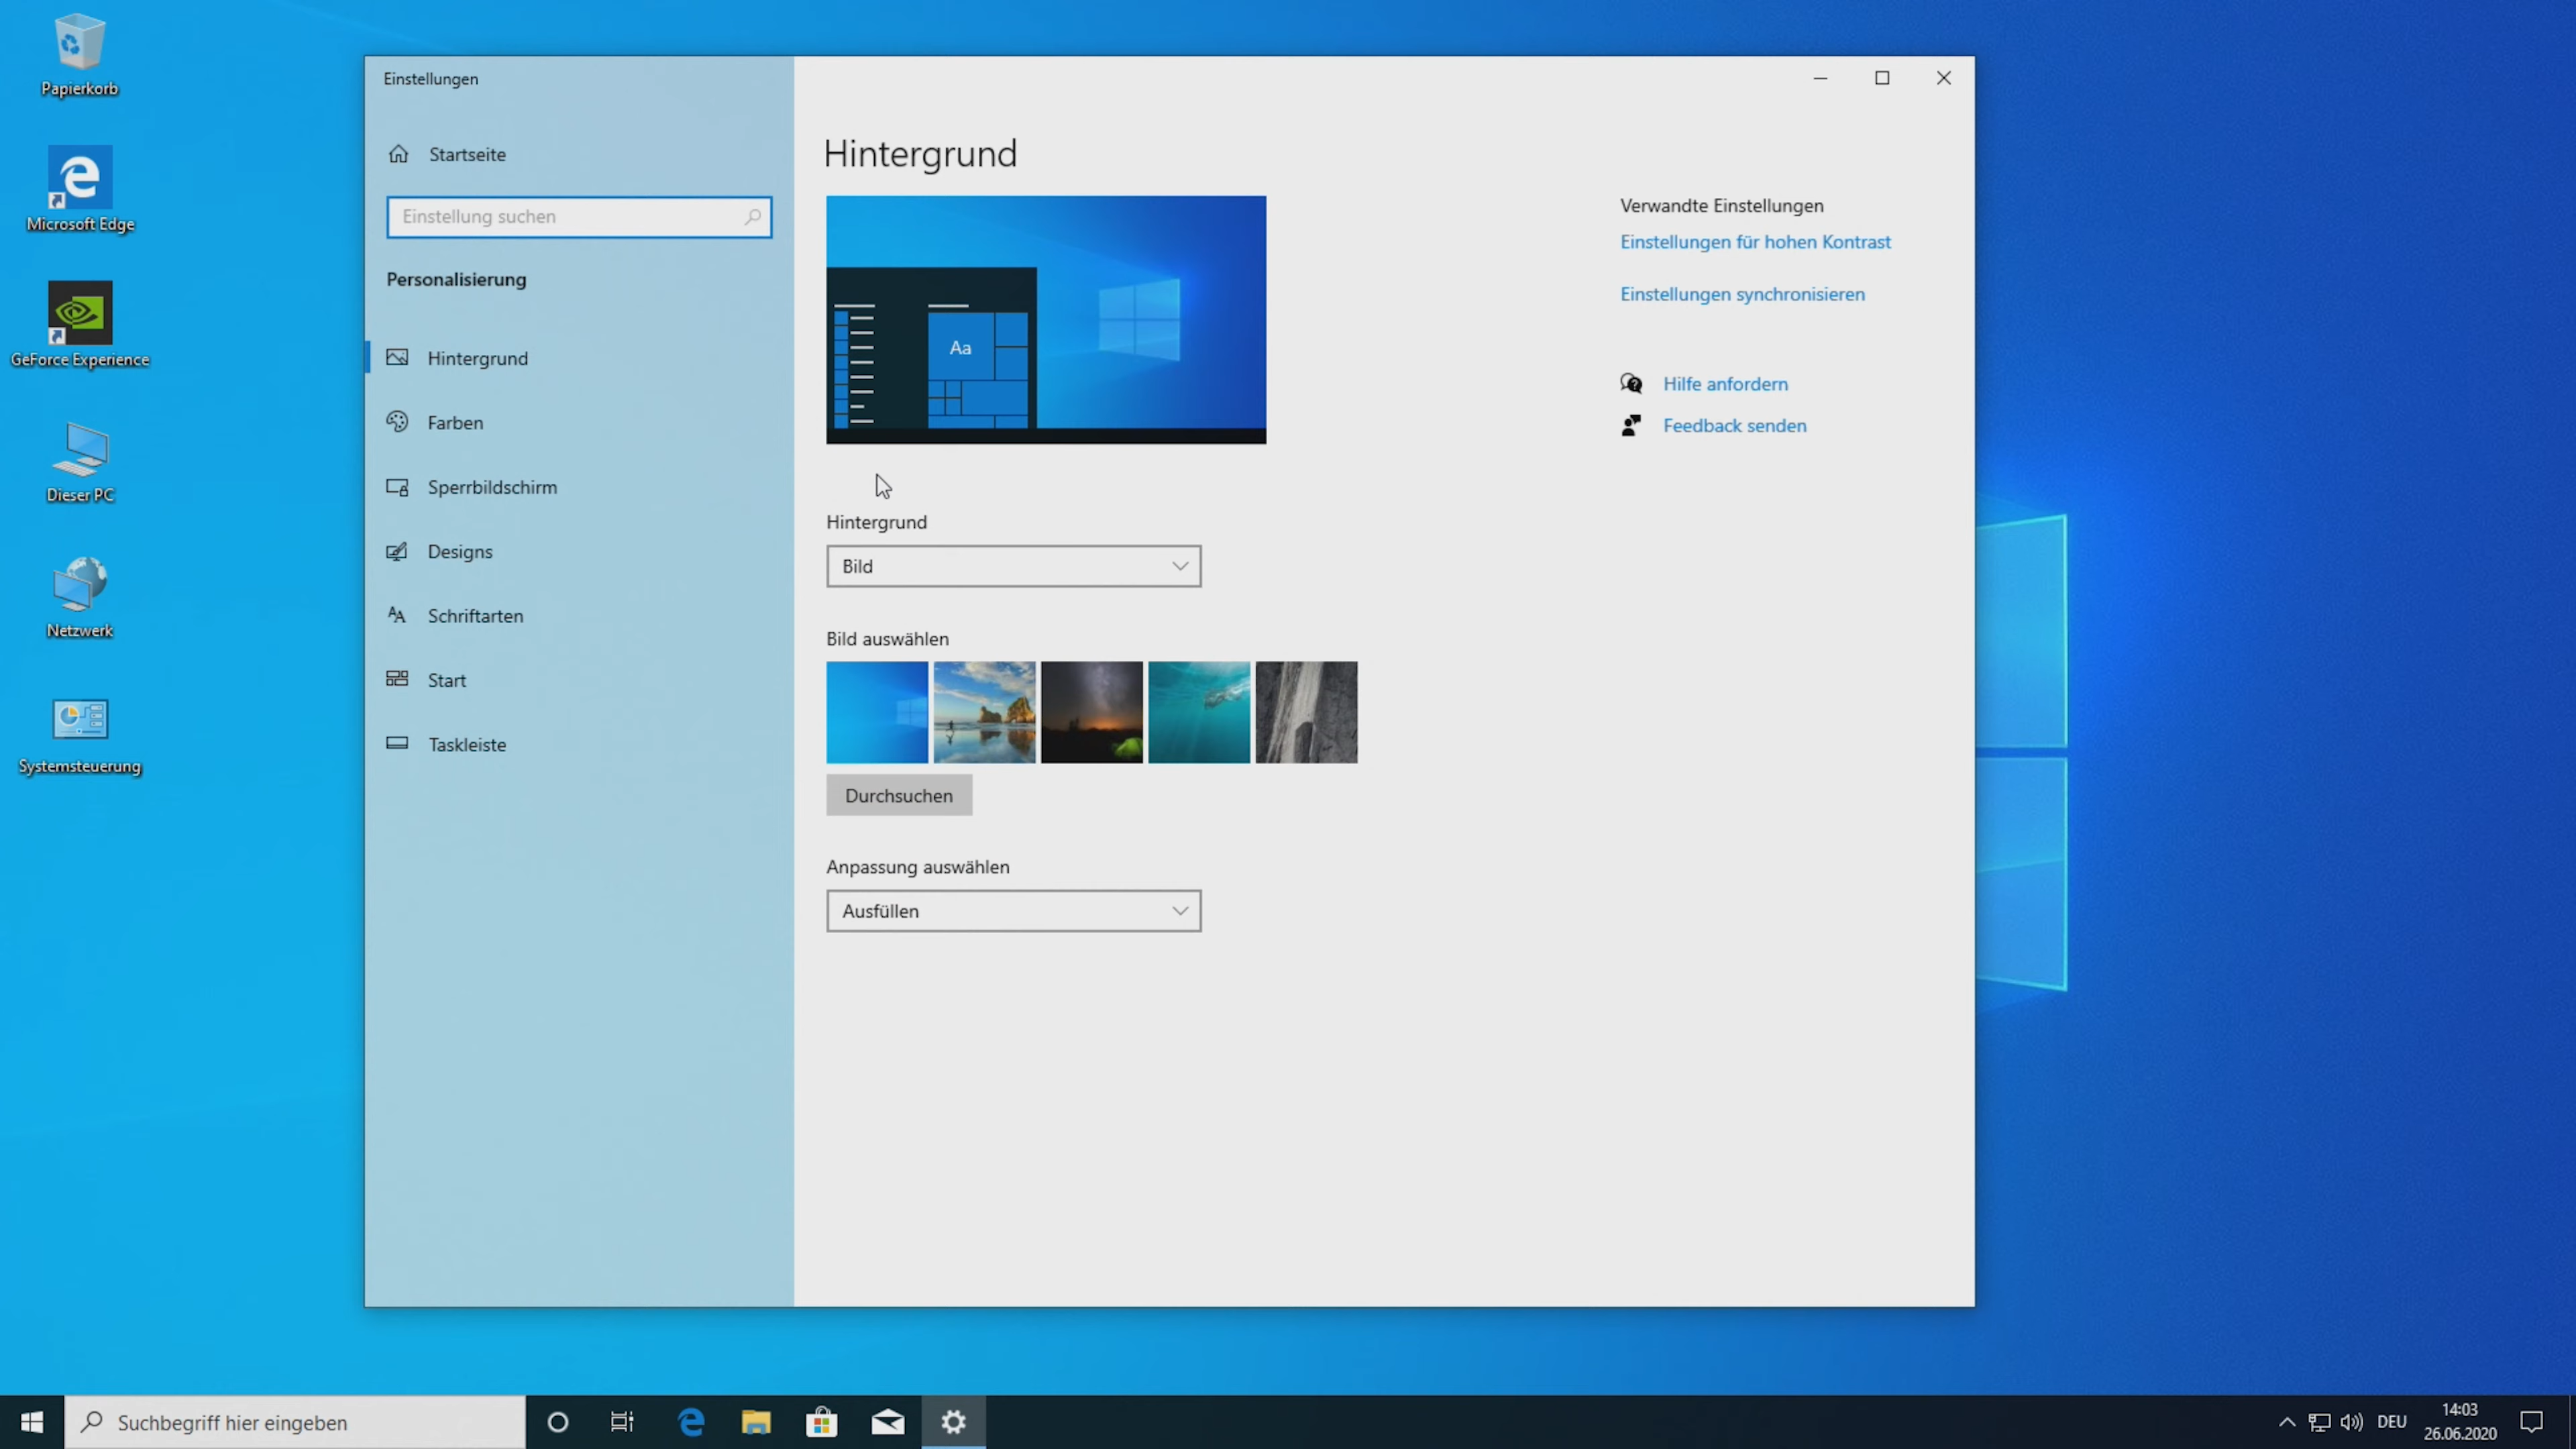 Papierkorb
Microsoft Edge
GeForce Experience
Dieser PC
Netzwerk
Systemsteuerung
Einstellungen
Startseite
Einstellung suchen
Personalisierung
Hintergrund
Farben
Sperrbildschirm
Designs
Schriftarten
Start
Taskleiste
Hintergrund
Aa
Hintergrund
Bild
Bild auswählen
Durchsuchen
Anpassung auswählen
Ausfüllen
Verwandte Einstellungen
Einstellungen für hohen Kontrast
Einstellungen synchronisieren
Hilfe anfordern
Feedback senden
Suchbegriff hier eingeben
DEU
14:03
26.06.2020